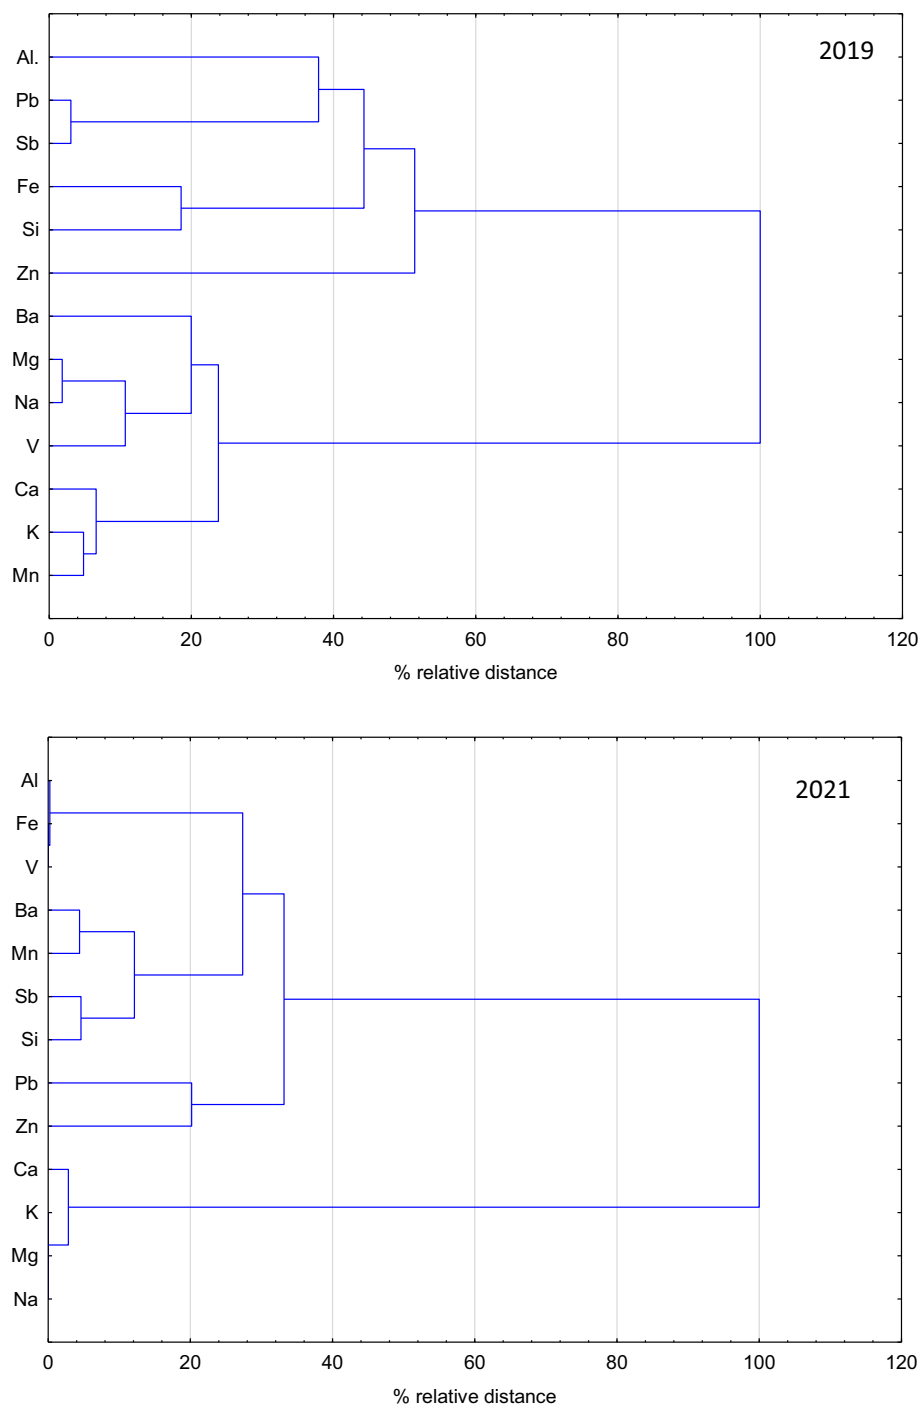 2019
Al.
Pb
Sb
Fe
Si
Zn
Ba
Mg
Na
V
Ca
K
Mn
0 20 40 60 80 100 120
% relative distance
2021
Al
Fe
V
Ba
Mn
Sb
Si
Pb
Zn
Ca
K
Mg
Na
0 20 40 60 80 100 120
% relative distance